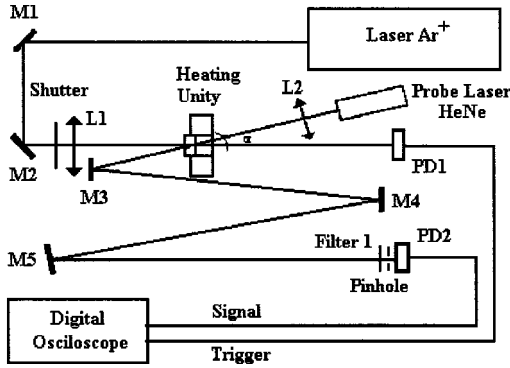 M1
Laser Ar+
Shutter
L1
Heating
Unity
L2
α
Probe Laser
HeNe
M2
M3
PD1
M4
M5
Filter 1
PD2
Pinhole
Digital
Osciloscope
Signal
Trigger